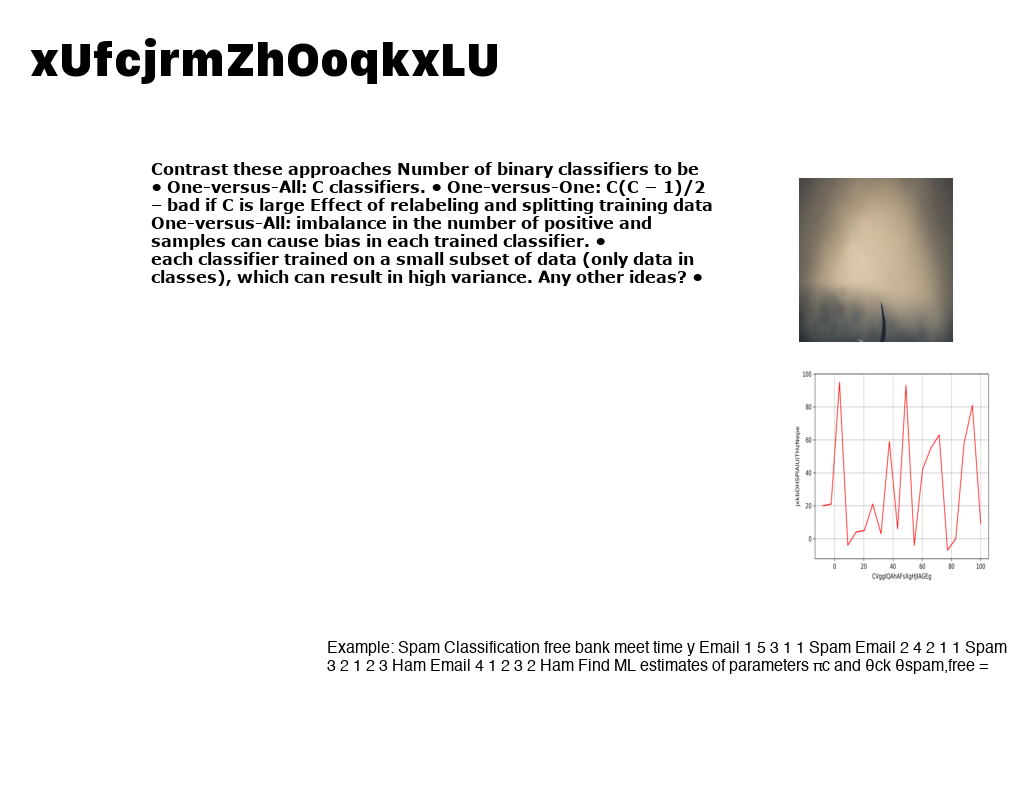 xUfcjrmZhOoqkxLU
Contrast these approaches Number of binary classifiers to be
• One-versus-All: C classifiers. • One-versus-One: C(C − 1)/2
− bad if C is large Effect of relabeling and splitting training data
One-versus-All: imbalance in the number of positive and
samples can cause bias in each trained classifier. •
each classifier trained on a small subset of data (only data in
classes), which can result in high variance. Any other ideas? •
100
80
60
40
20
0
0 20 40 60 80 100
Example: Spam Classification free bank meet time y Email 1 5 3 1 1 Spam Email 2 4 2 1 1 Spam
3 2 1 2 3 Ham Email 4 1 2 3 2 Ham Find ML estimates of parameters πc and θck θspam,free =